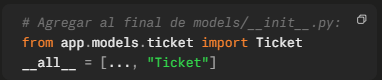 # Agregar al final de models/__init__.py:
from app.models.ticket import Ticket
__all__ = [..., "Ticket"]